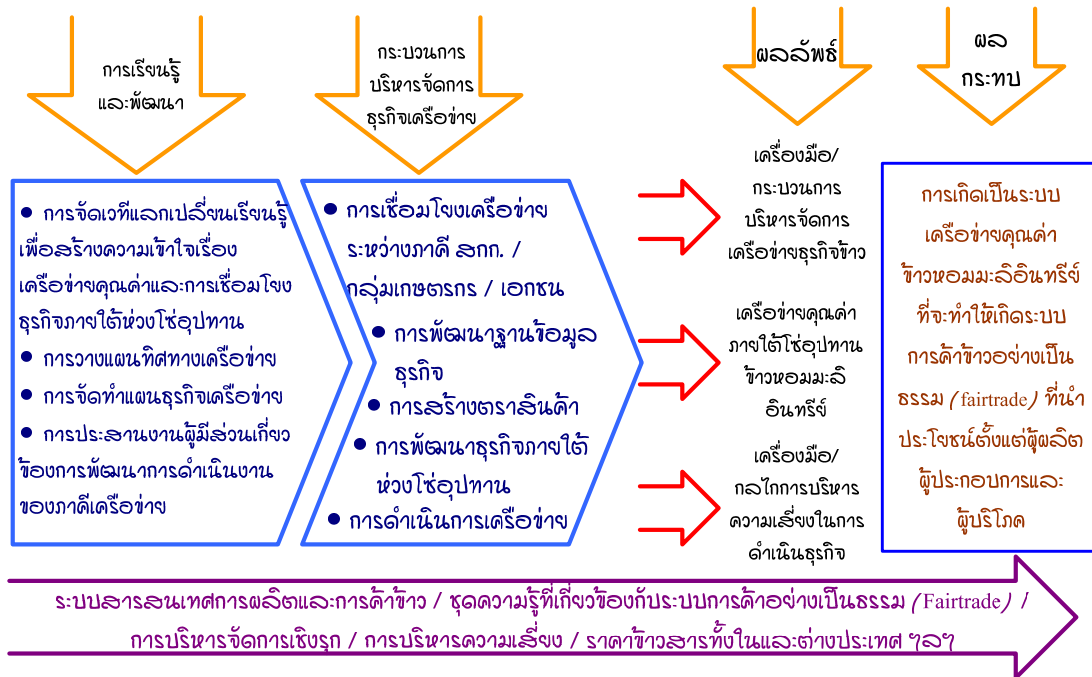 การเรียนรู้
และพัฒนา
กระบวนการ
บริหารจัดการ
ธุรกิจเครือข่าย
ผลลัพธ์
ผล
กระทบ
• การจัดเวทีแลกเปลี่ยนเรียนรู้
เพื่อสร้างความเข้าใจเรื่อง
เครือข่ายคุณค่าและการเชื่อมโยง
ธุรกิจภายใต้ห่วงโซ่อุปทาน
• การวางแผนทิศทางเครือข่าย
• การจัดทำแผนธุรกิจเครือข่าย
• การประสานงานผู้มีส่วนเกี่ยว
ข้องการพัฒนาการดำเนินงาน
ของภาคีเครือข่าย
• การเชื่อมโยงเครือข่าย
ระหว่างภาคี สกก. /
กลุ่มเกษตรกร / เอกชน
• การพัฒนาฐานข้อมูล
ธุรกิจ
• การสร้างตราสินค้า
• การพัฒนาธุรกิจภายใต้
ห่วงโซ่อุปทาน
• การดำเนินการเครือข่าย
เครื่องมือ/
กระบวนการ
บริหารจัดการ
เครือข่ายธุรกิจข้าว
เครือข่ายคุณค่า
ภายใต้โซ่อุปทาน
ข้าวหอมมะลิ
อินทรีย์
เครื่องมือ/
กลไกการบริหาร
ความเสี่ยงในการ
ดำเนินธุรกิจ
การเกิดเป็นระบบ
เครือข่ายคุณค่า
ข้าวหอมมะลิอินทรีย์
ที่จะทำให้เกิดระบบ
การค้าข้าวอย่างเป็น
ธรรม (fairtrade) ที่นำ
ประโยชน์ตั้งแต่ผู้ผลิต
ผู้ประกอบการและ
ผู้บริโภค
ระบบสารสนเทศการผลิตและการค้าข้าว / ชุดความรู้ที่เกี่ยวข้องกับระบบการค้าอย่างเป็นธรรม (Fairtrade) /
การบริหารจัดการเชิงรุก / การบริหารความเสี่ยง / ราคาข้าวสารทั้งในและต่างประเทศ ฯลฯ